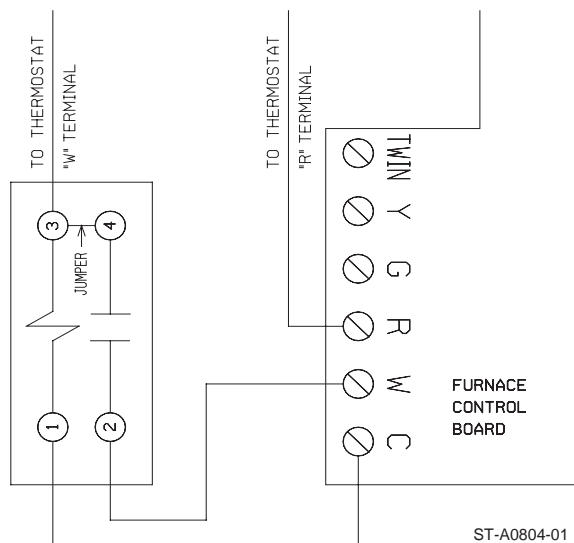 TO THERMOSTAT
"W" TERMINAL
TO THERMOSTAT
"R" TERMINAL
TWIN
Y
G
R
W
C
3
4
JUMPER
1
2
FURNACE
CONTROL
BOARD
ST-A0804-01